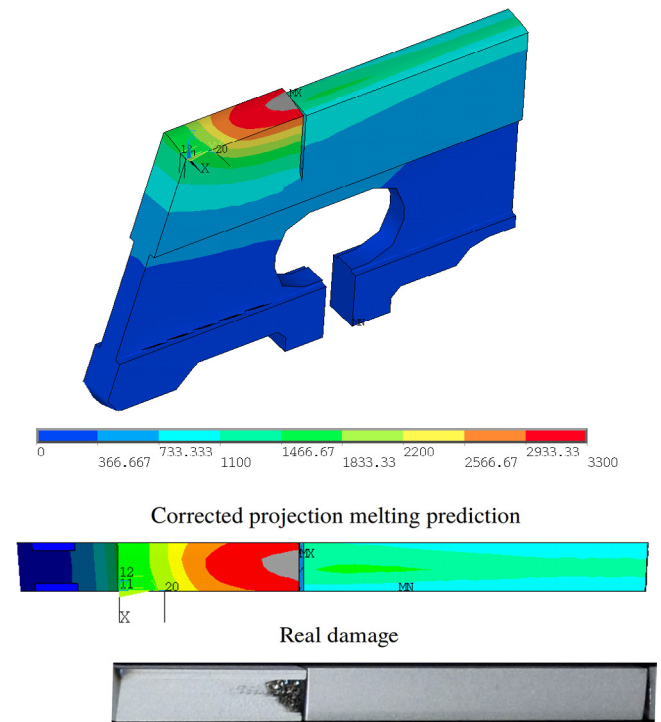 MX
1
20
X
MN
0 733.333 1466.67 2200 2933.33
366.667 1100 1833.33 2566.67 3300
Corrected projection melting prediction
MX
12
11 20 MN
X
Real damage